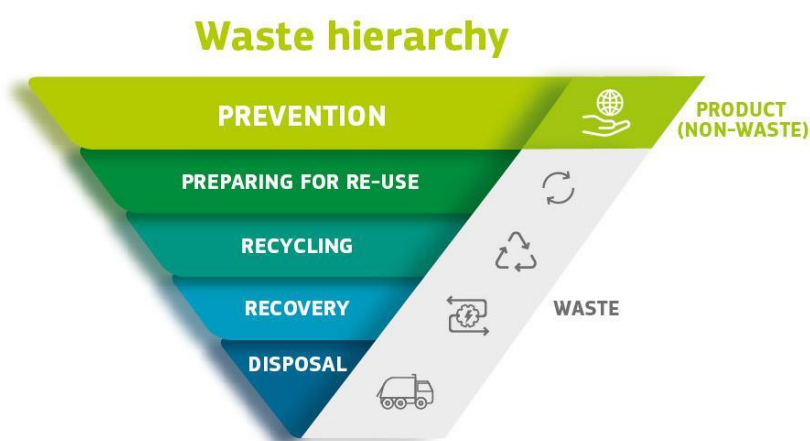 Waste hierarchy
PREVENTION
PRODUCT
(NON-WASTE)
PREPARING FOR RE-USE
RECYCLING
RECOVERY
WASTE
DISPOSAL